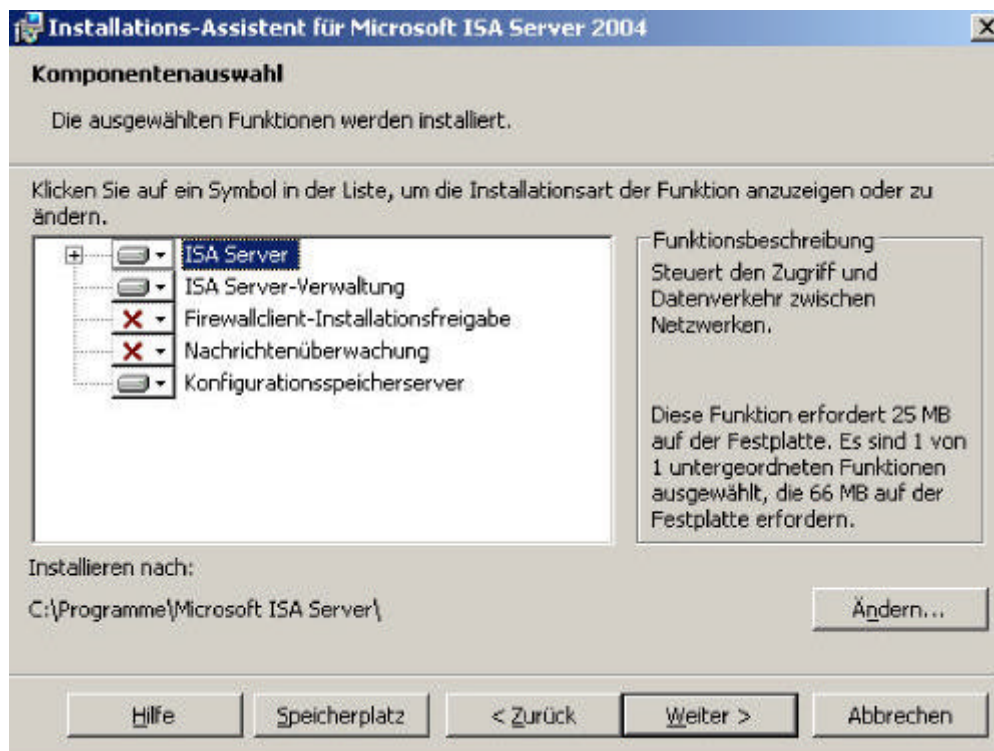 Installations-Assistent für Microsoft ISA Server 2004
Komponentenauswahl
Die ausgewählten Funktionen werden installiert.
Klicken Sie auf ein Symbol in der Liste, um die Installationsart der Funktion anzuzeigen oder zu
ändern.
ISA Server
ISA Server-Verwaltung
Firewallclient-Installationsfreigabe
Nachrichtenüberwachung
Konfigurationsspeicherserver
Funktionsbeschreibung
Steuert den Zugriff und
Datenverkehr zwischen
Netzwerken.
Diese Funktion erfordert 25 MB
auf der Festplatte. Es sind 1 von
1 untergeordneten Funktionen
ausgewählt, die 66 MB auf der
Festplatte erfordern.
Installieren nach:
C:\Programme\Microsoft ISA Server\
Ändern...
Hilfe
Speicherplatz
< Zurück
Weiter >
Abbrechen